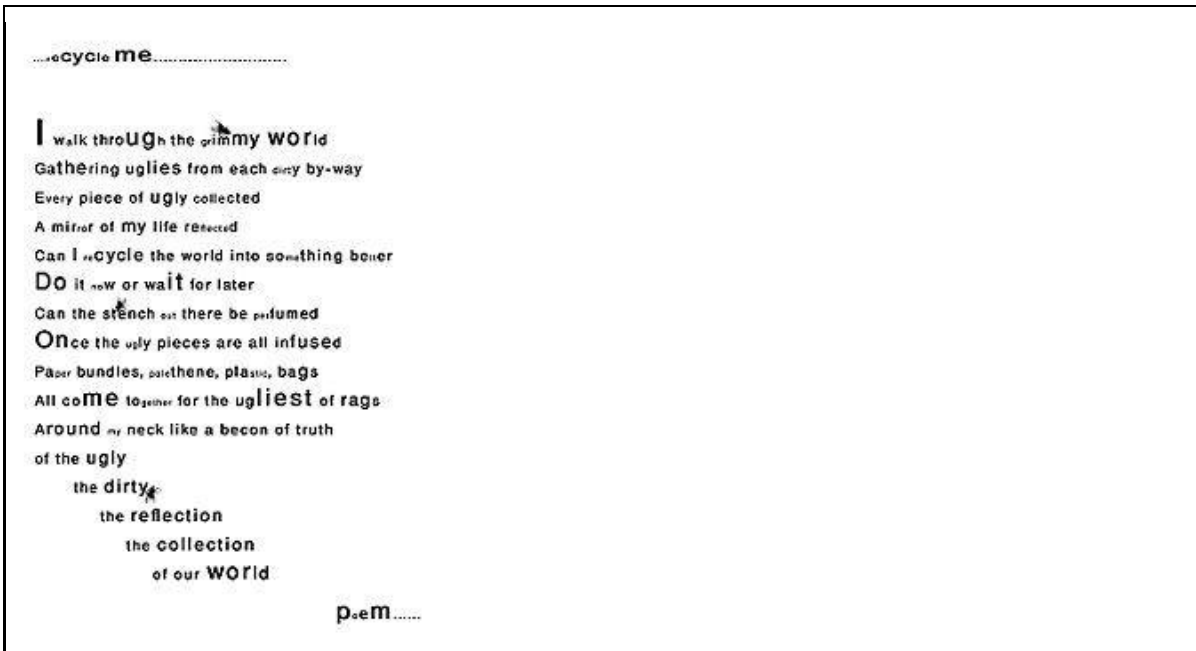 ....recycle me...........................
I walk through the grimmy world
Gathering uglies from each dirty by-way
Every piece of ugly collected
A mirror of my life reflected
Can I recycle the world into something better
Do it now or wait for later
Can the stench out there be perfumed
Once the ugly pieces are all infused
Paper bundles, polethene, plastic, bags
All come together for the ugliest of rags
Around my neck like a becon of truth
of the ugly
the dirty
the reflection
the collection
of our world
poem......